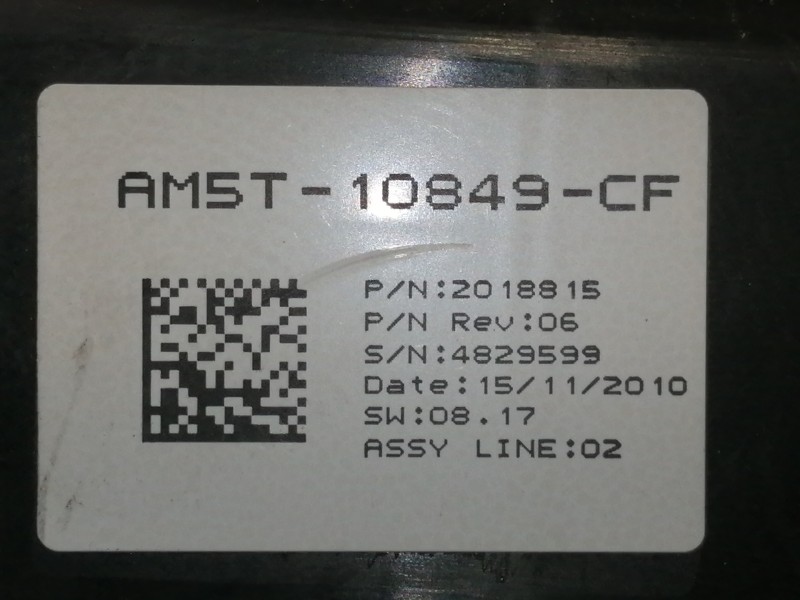 AM5T-10849-CF
P/N:2018815
P/N Rev:06
S/N:4829599
Date:15/11/2010
SW:08.17
ASSY LINE:02